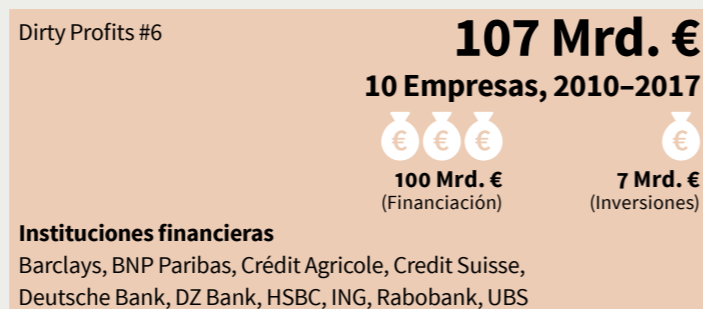 Dirty Profits #6
107 Mrd. €
10 Empresas, 2010–2017
€ € € €
100 Mrd. € 7 Mrd. €
(Financiación) (Inversiones)
Instituciones financieras
Barclays, BNP Paribas, Crédit Agricole, Credit Suisse,
Deutsche Bank, DZ Bank, HSBC, ING, Rabobank, UBS